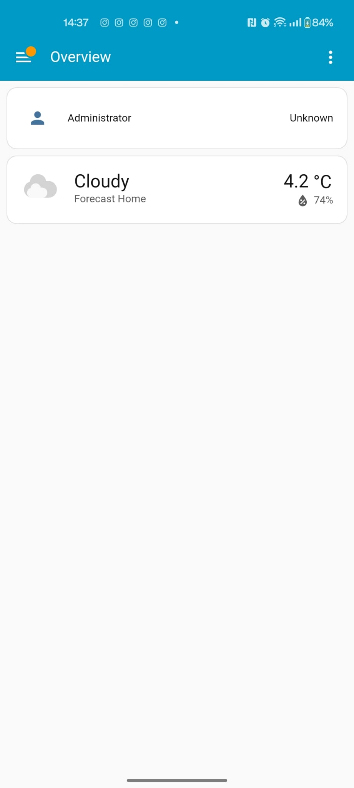 14:37
84%
Overview
Administrator
Unknown
Cloudy
4.2 °C
Forecast Home
74%